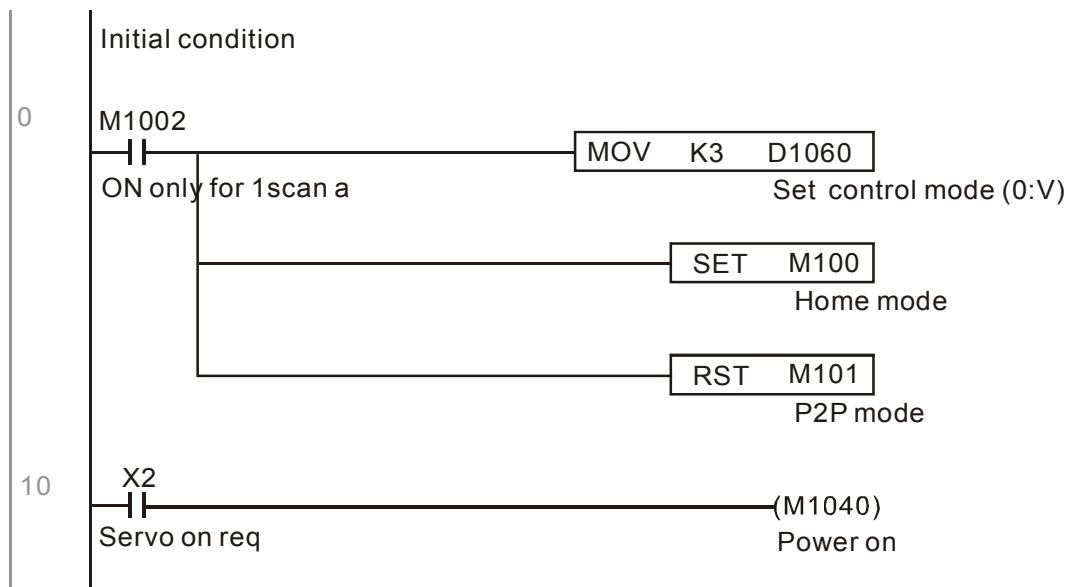 Initial condition
0
M1002
MOV K3 D1060
ON only for 1scan a
Set control mode (0:V)
SET M100
Home mode
RST M101
P2P mode
10
X2
(M1040)
Servo on req
Power on